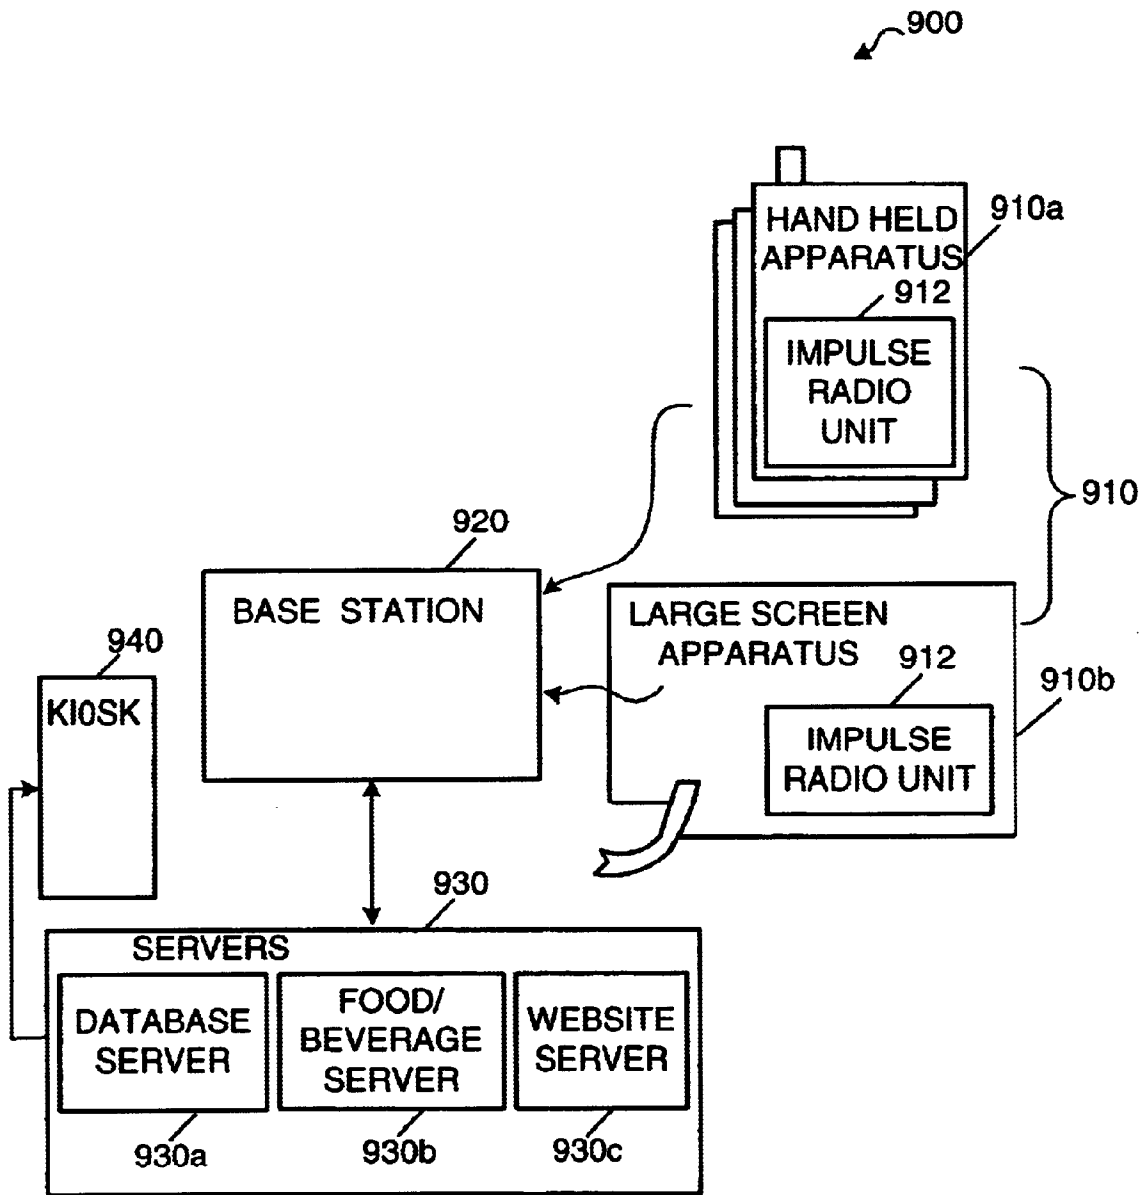 900
HAND HELD
APPARATUS
910a
912
IMPULSE
RADIO
UNIT
910
920
BASE STATION
LARGE SCREEN
APPARATUS
912
910b
IMPULSE
RADIO UNIT
940
KIOSK
930
SERVERS
DATABASE
SERVER
FOOD/
BEVERAGE
SERVER
WEBSITE
SERVER
930a
930b
930c